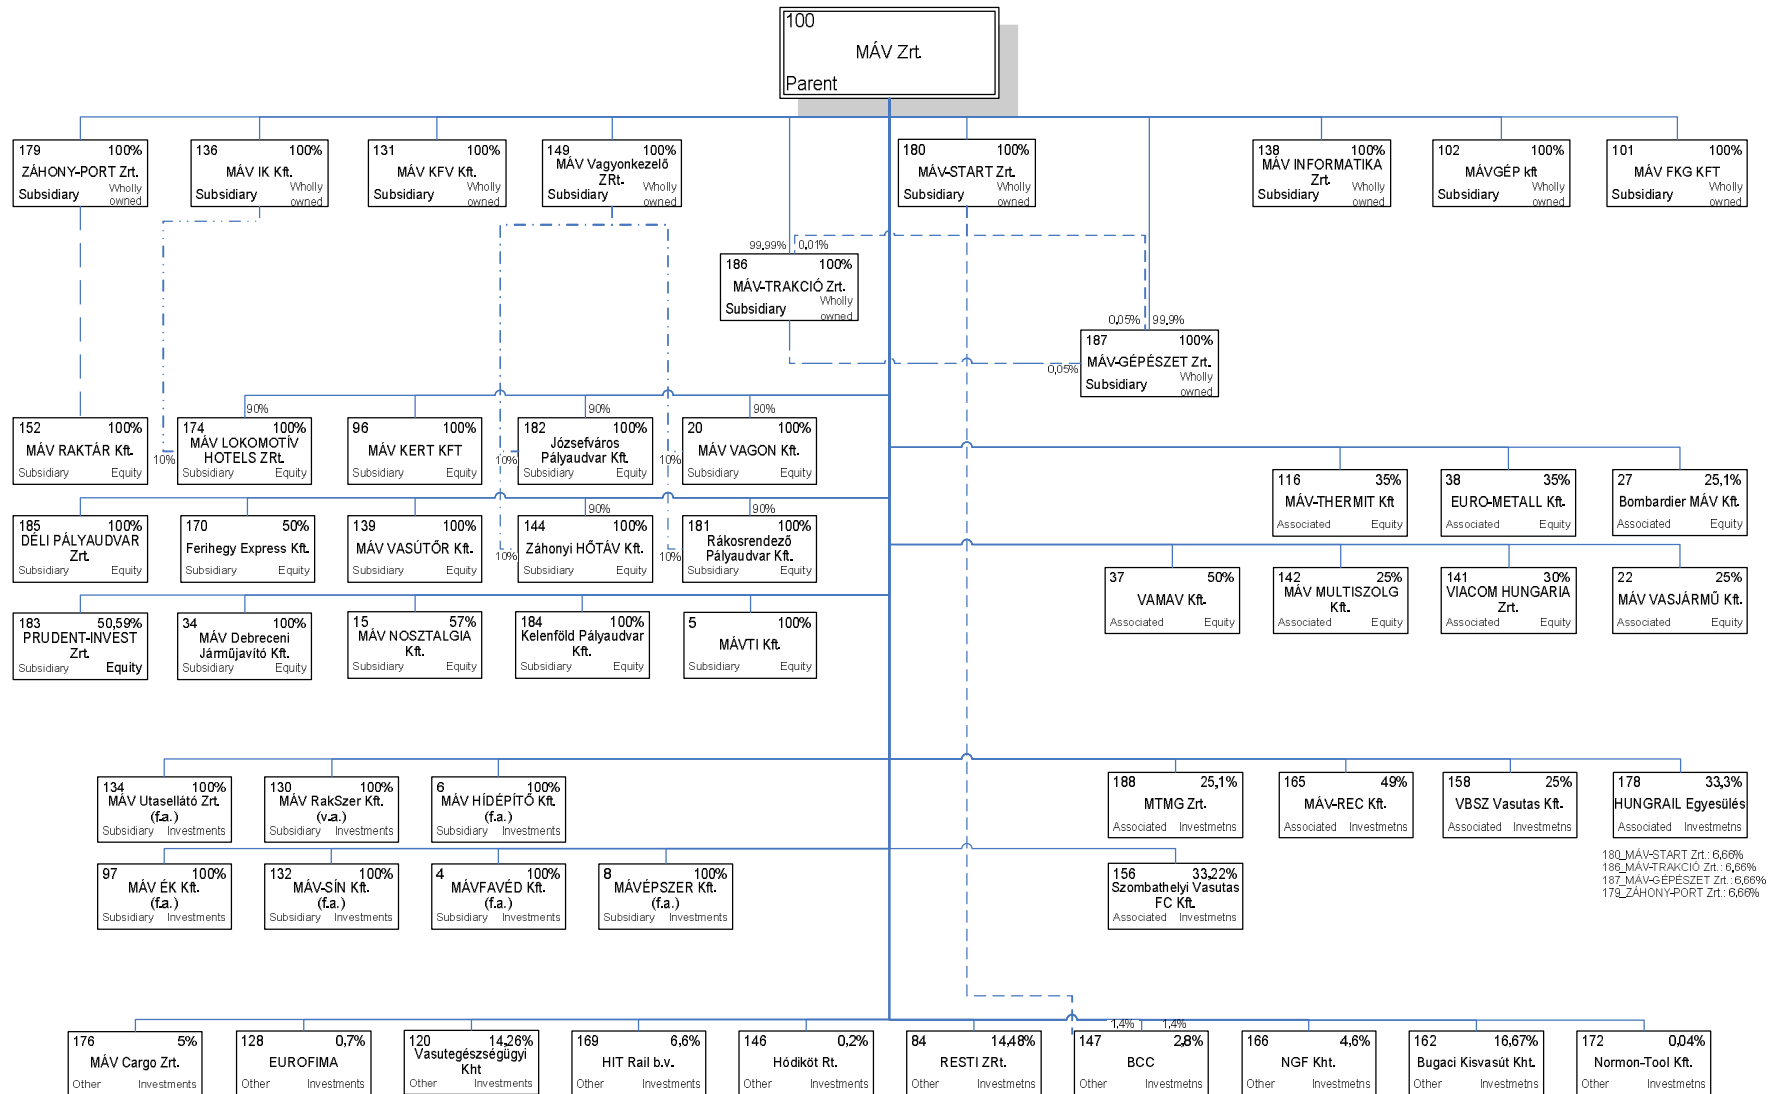 100
MÁV Zrt.
Parent
179 100%
ZÁHONY-PORT Zrt.
Subsidiary Wholly owned
136 100%
MÁV IK Kft.
Subsidiary Wholly owned
131 100%
MÁV KFV Kft.
Subsidiary Wholly owned
149 100%
MÁV Vagyonkezelő
ZRt.
Subsidiary Wholly owned
180 100%
MÁV-START Zrt.
Subsidiary Wholly owned
138 100%
MÁV INFORMATIKA
Zrt.
Subsidiary Wholly owned
102 100%
MÁVGÉP kft
Subsidiary Wholly owned
101 100%
MÁV FKG KFT
Subsidiary Wholly owned
99,99% 0,01%
186 100%
MÁV-TRAKCIÓ Zrt.
Subsidiary Wholly owned
0,05% 99,9%
187 100%
MÁV-GÉPÉSZET Zrt.
0,05%
Subsidiary Wholly owned
90% 90% 90%
152 100%
MÁV RAKTÁR Kft.
Subsidiary Equity
10%
174 100%
MÁV LOKOMOTÍV
HOTELS ZRt.
Subsidiary Equity
96 100%
MÁV KERT KFT
Subsidiary Equity
10%
182 100%
Józsefváros
Pályaudvar Kft.
Subsidiary Equity
10%
20 100%
MÁV VAGON Kft.
Subsidiary Equity
116 35%
MÁV-THERMIT Kft
Associated Equity
38 35%
EURO-METALL Kft.
Associated Equity
27 25,1%
Bombardier MÁV Kft.
Associated Equity
90% 90%
185 100%
DÉLI PÁLYAUDVAR
Zrt.
Subsidiary Equity
170 50%
Ferihegy Express Kft.
Subsidiary Equity
139 100%
MÁV VASÚTŐR Kft.
Subsidiary Equity
10%
144 100%
Záhonyi HŐTÁV Kft.
Subsidiary Equity
10%
181 100%
Rákosrendező
Pályaudvar Kft.
Subsidiary Equity
37 50%
VAMAV Kft.
Associated Equity
142 25%
MÁV MULTISZOLG
Kft.
Associated Equity
141 30%
VIACOM HUNGARIA
Zrt.
Associated Equity
22 25%
MÁV VASJÁRMŰ Kft.
Associated Equity
183 50,59%
PRUDENT-INVEST
Zrt.
Subsidiary Equity
34 100%
MÁV Debreceni
Járműjavító Kft.
Subsidiary Equity
15 57%
MÁV NOSZTALGIA
Kft.
Subsidiary Equity
184 100%
Kelenföld Pályaudvar
Kft.
Subsidiary Equity
5 100%
MÁVTI Kft.
Subsidiary Equity
134 100%
MÁV Utasellátó Zrt.
(f.a.)
Subsidiary Investments
130 100%
MÁV RakSzer Kft.
(v.a.)
Subsidiary Investments
6 100%
MÁV HÍDÉPÍTŐ Kft.
(f.a.)
Subsidiary Investments
188 25,1%
MTMG Zrt.
Associated Investmetns
165 49%
MÁV-REC Kft.
Associated Investmetns
158 25%
VBSZ Vasutas Kft.
Associated Investmetns
178 33,3%
HUNGRAIL Egyesülés
Associated Investmetns
180_MÁV-START Zrt.: 6,66%
186_MÁV-TRAKCIÓ Zrt.: 6,66%
187_MÁV-GÉPÉSZET Zrt.: 6,66%
179_ZÁHONY-PORT Zrt.: 6,66%
97 100%
MÁV ÉK Kft.
(f.a.)
Subsidiary Investments
132 100%
MÁV-SÍN Kft.
(f.a.)
Subsidiary Investments
4 100%
MÁVFAVÉD Kft.
(f.a.)
Subsidiary Investments
8 100%
MÁVÉPSZER Kft.
(f.a.)
Subsidiary Investments
156 33,22%
Szombathelyi Vasutas
FC Kft.
Associated Investmetns
176 5%
MÁV Cargo Zrt.
Other Investments
128 0,7%
EUROFIMA
Other Investments
120 14,26%
Vasutegészségügyi
Kht
Other Investments
169 6,6%
HIT Rail b.v.
Other Investments
146 0,2%
Hódiköt Rt.
Other Investments
84 14,48%
RESTI ZRt.
Other Investmetns
1,4% 1,4%
147 2,8%
BCC
Other Investmetns
166 4,6%
NGF Kht.
Other Investmetns
162 16,67%
Bugaci Kisvasút Kht.
Other Investmetns
172 0,04%
Normon-Tool Kft.
Other Investmetns